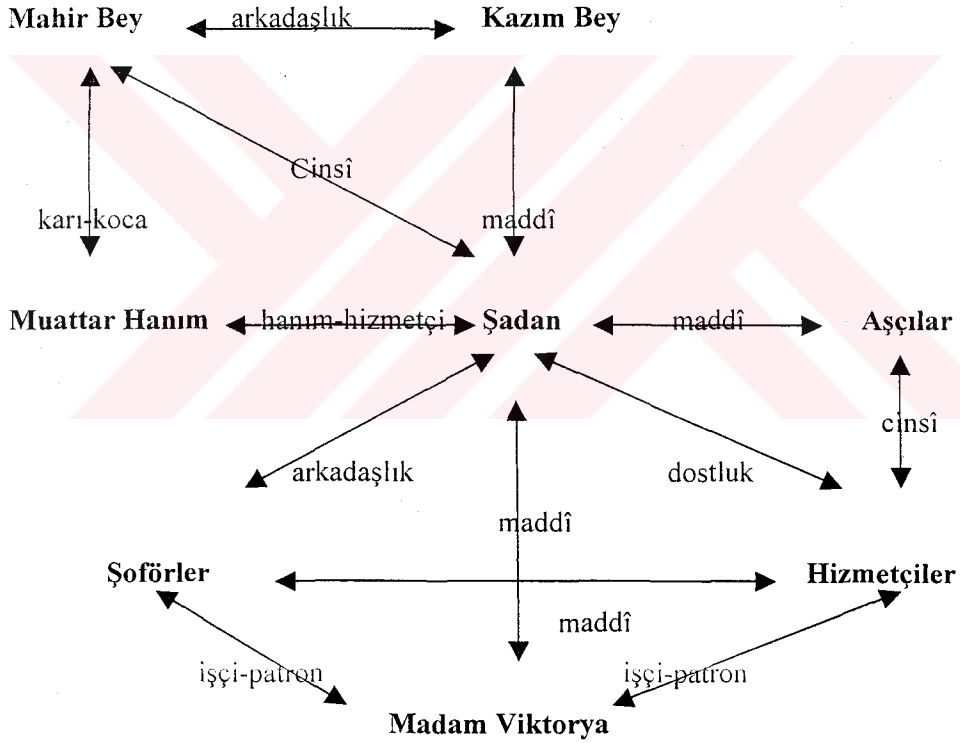 Mahir Bey arkadaşlık Kazım Bey
Cinsî
karı-koca maddî
Muattar Hanım hanım-hizmetçi Şadan maddî Aşçılar
cinsî
arkadaşlık dostluk
maddî
Şoförler Hizmetçiler
maddî
işçi-patron işçi-patron
Madam Viktorya